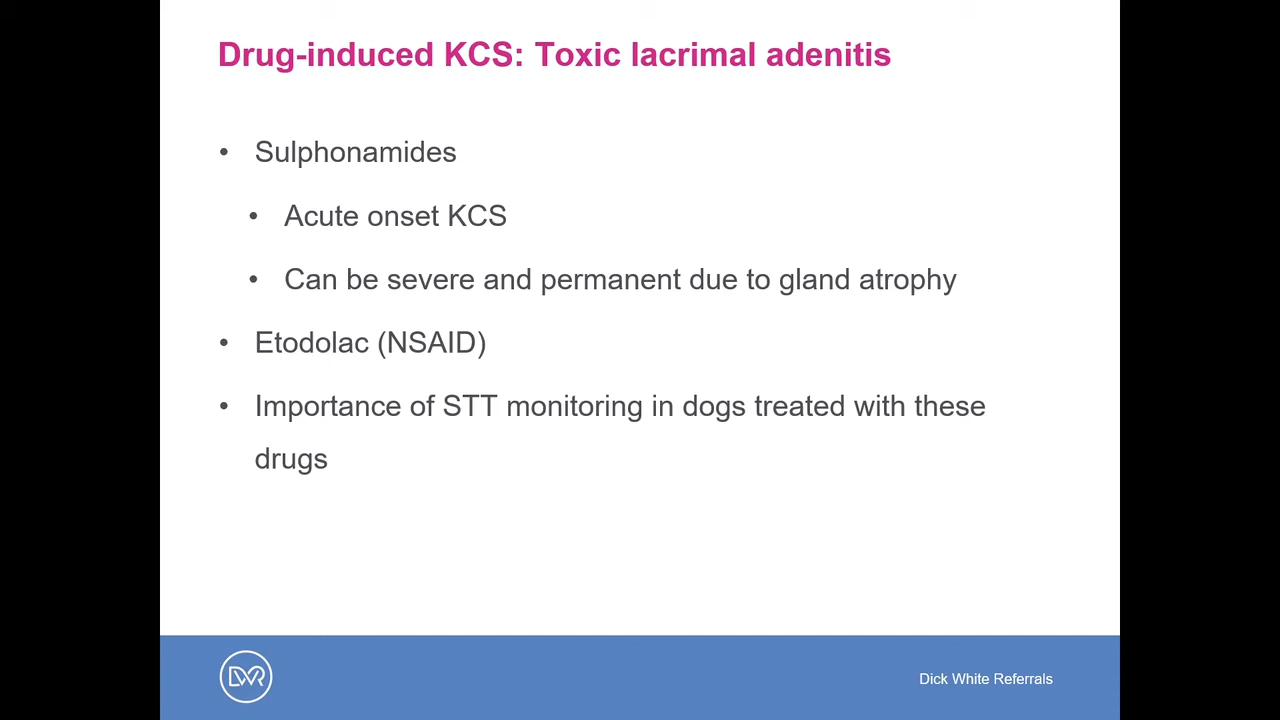 Drug-induced KCS: Toxic lacrimal adenitis
• Sulphonamides
• Acute onset KCS
• Can be severe and permanent due to gland atrophy
• Etodolac (NSAID)
• Importance of STT monitoring in dogs treated with these
drugs
DWR
Dick White Referrals